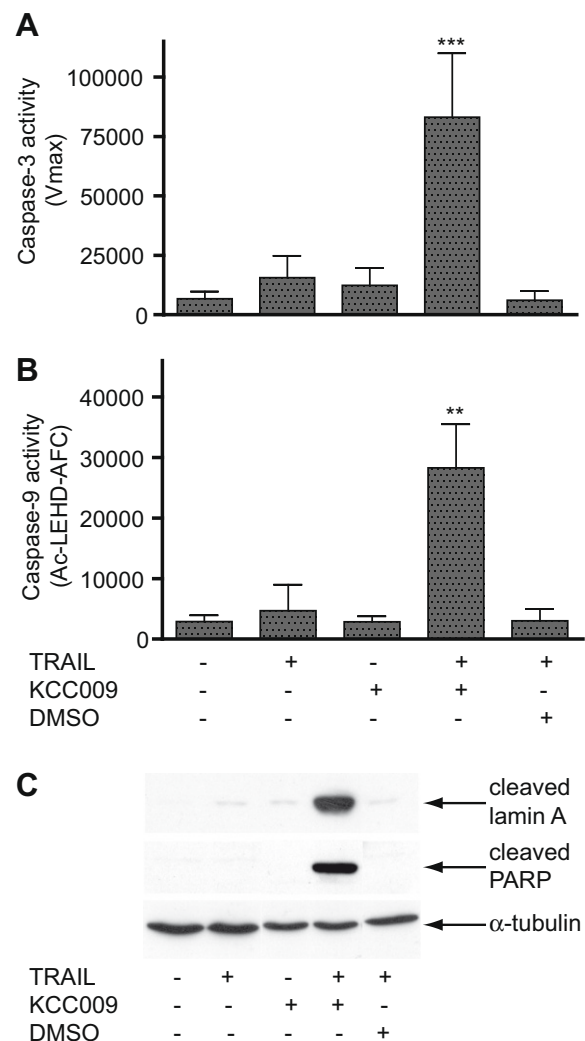 A
Caspase-3 activity
(Vmax)
100000
75000
50000
25000
0
***
B
Caspase-9 activity
(Ac-LEHD-AFC)
40000
30000
20000
10000
0
**
TRAIL - + - + +
KCC009 - - + + -
DMSO - - - - +
C
cleaved
lamin A
cleaved
PARP
α-tubulin
TRAIL - + - + +
KCC009 - - + + -
DMSO - - - - +